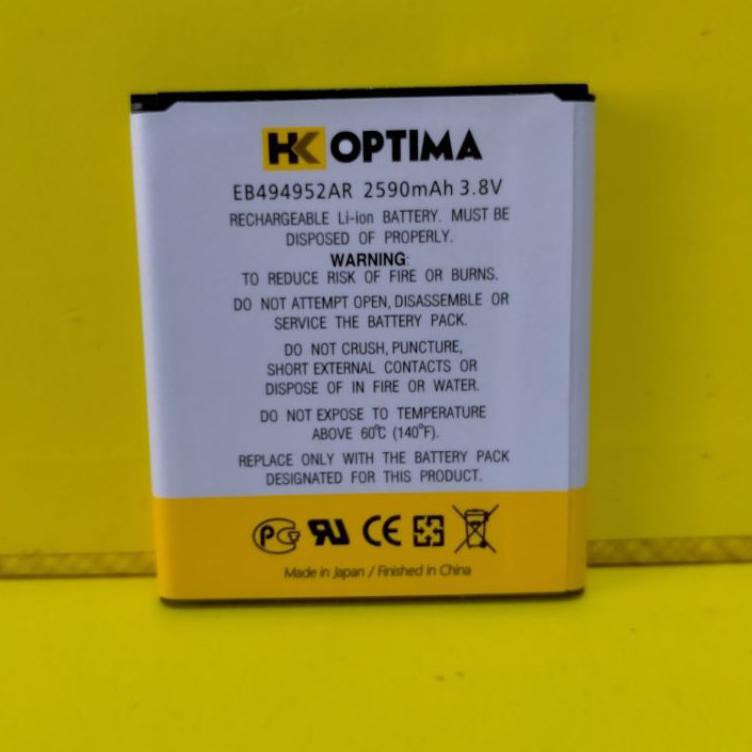 HK OPTIMA
EB494952AR 2590mAh 3.8V
RECHARGEABLE Li-ion BATTERY. MUST BE
DISPOSED OF PROPERLY.
WARNING:
TO REDUCE RISK OF FIRE OR BURNS.
DO NOT ATTEMPT OPEN, DISASSEMBLE OR
SERVICE THE BATTERY PACK.
DO NOT CRUSH, PUNCTURE,
SHORT EXTERNAL CONTACTS OR
DISPOSE OF IN FIRE OR WATER.
DO NOT EXPOSE TO TEMPERATURE
ABOVE 60℃ (140°F).
REPLACE ONLY WITH THE BATTERY PACK
DESIGNATED FOR THIS PRODUCT.
PG RU CE
Made in Japan / Finished in China